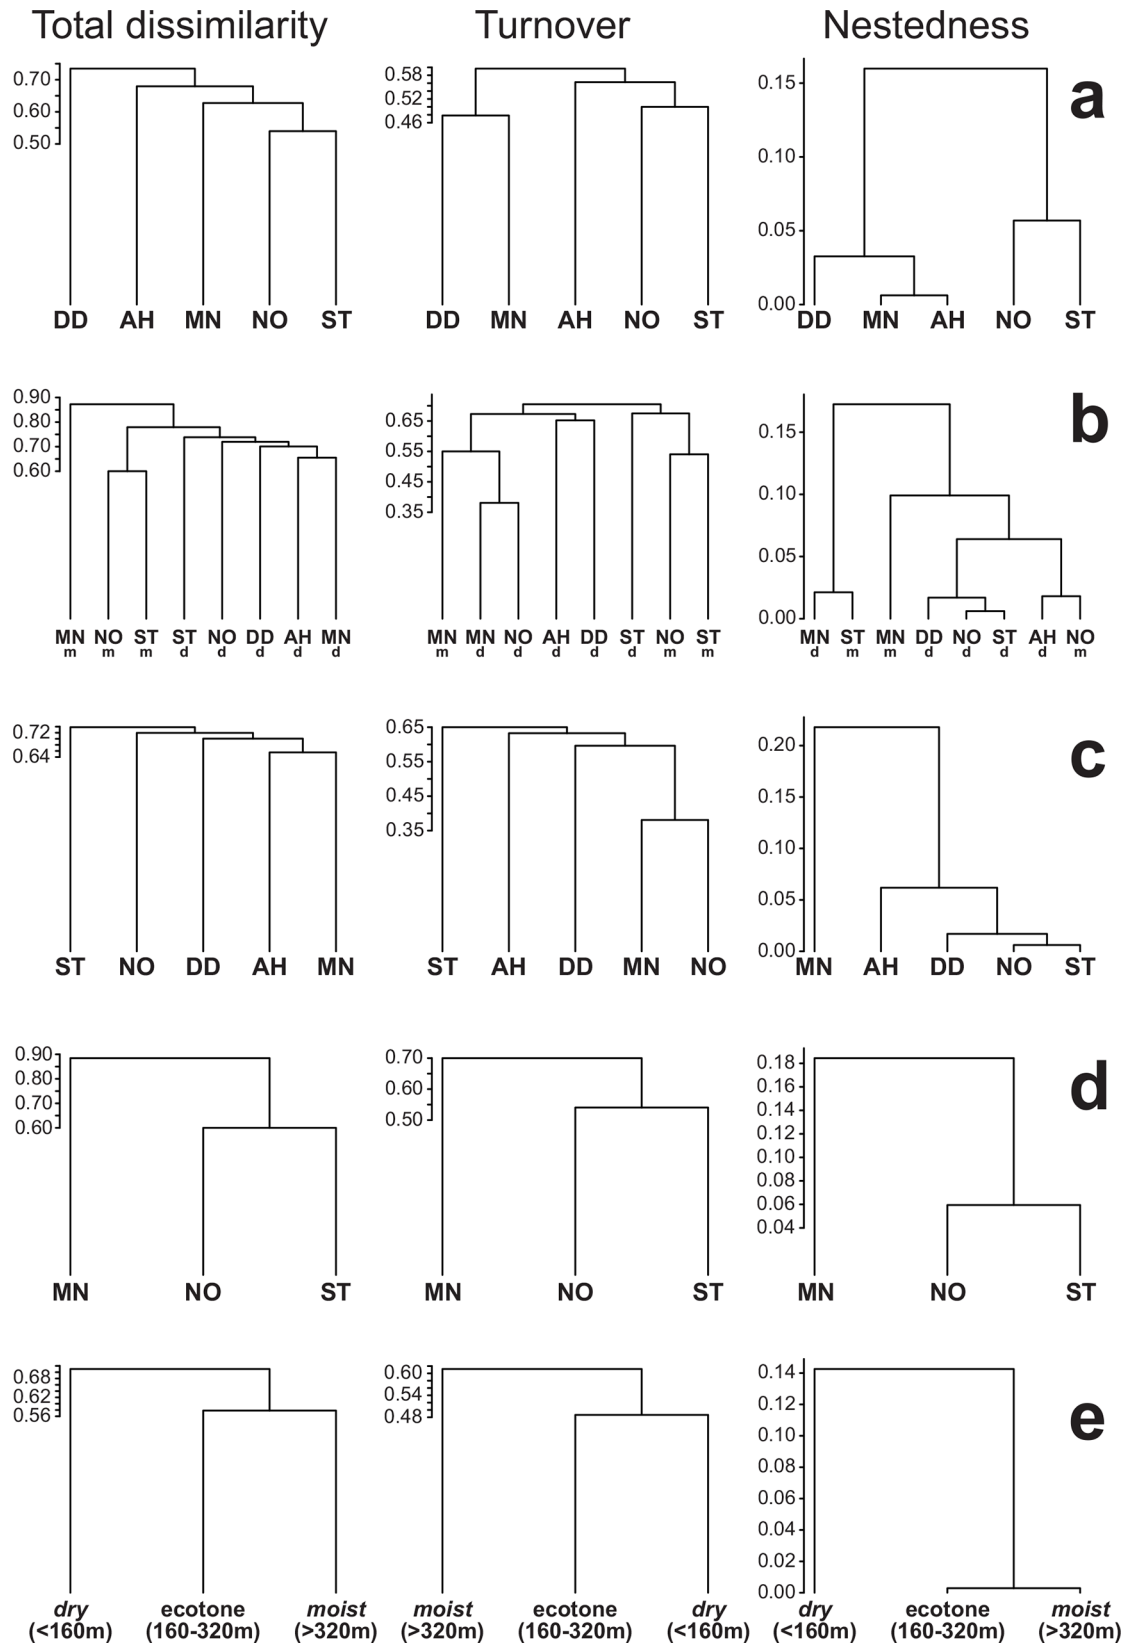 Total dissimilarity Turnover Nestedness
a
0.70
0.60
0.50
DD AH MN NO ST
0.58
0.52
0.46
DD MN AH NO ST
0.15
0.10
0.05
0.00
DD MN AH NO ST
b
0.90
0.80
0.70
0.60
MN NO ST ST NO DD AH MN
m m m d d d d d
0.65
0.55
0.45
0.35
MN MN NO AH DD ST NO ST
m d d d d d m m
0.15
0.10
0.05
0.00
MN ST MN DD NO ST AH NO
d m m d d d d m
c
0.72
0.64
ST NO DD AH MN
0.65
0.55
0.45
0.35
ST AH DD MN NO
0.20
0.15
0.10
0.05
0.00
MN AH DD NO ST
d
0.90
0.80
0.70
0.60
MN NO ST
0.70
0.60
0.50
MN NO ST
0.18
0.16
0.14
0.12
0.10
0.08
0.06
0.04
MN NO ST
e
0.68
0.62
0.56
dry ecotone moist
(<160m) (160-320m) (>320m)
0.60
0.54
0.48
moist ecotone dry
(>320m) (160-320m) (<160m)
0.14
0.12
0.10
0.08
0.06
0.04
0.02
0.00
dry ecotone moist
(<160m) (160-320m) (>320m)